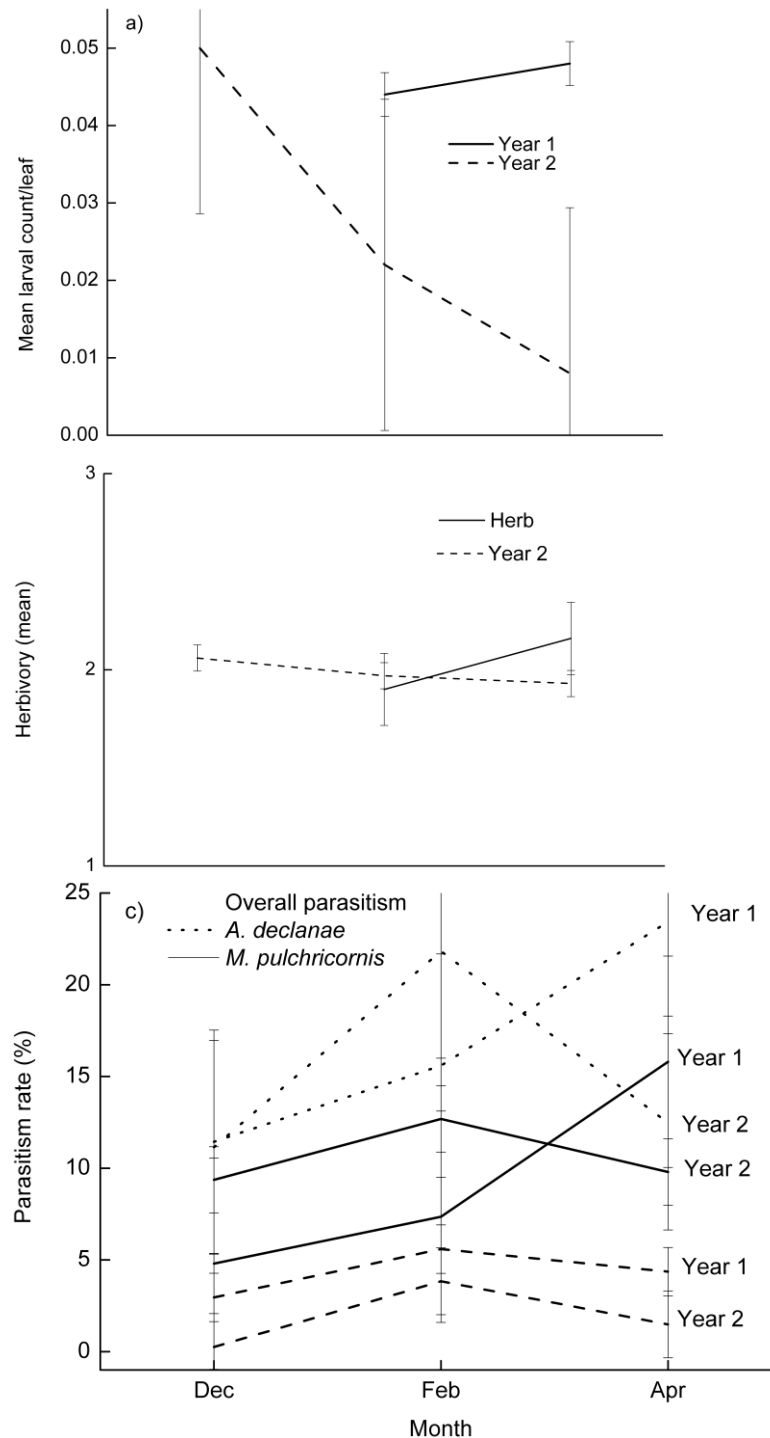 a)
0.05
0.04
0.03
0.02
0.01
0.00
Mean larval count/leaf
Year 1
Year 2
3
2
1
Herbivory (mean)
Herb
Year 2
c)
Overall parasitism
A. declanae
M. pulchricornis
25
20
15
10
5
0
Parasitism rate (%)
Year 1
Year 1
Year 2
Year 2
Year 1
Year 2
Dec
Feb
Apr
Month